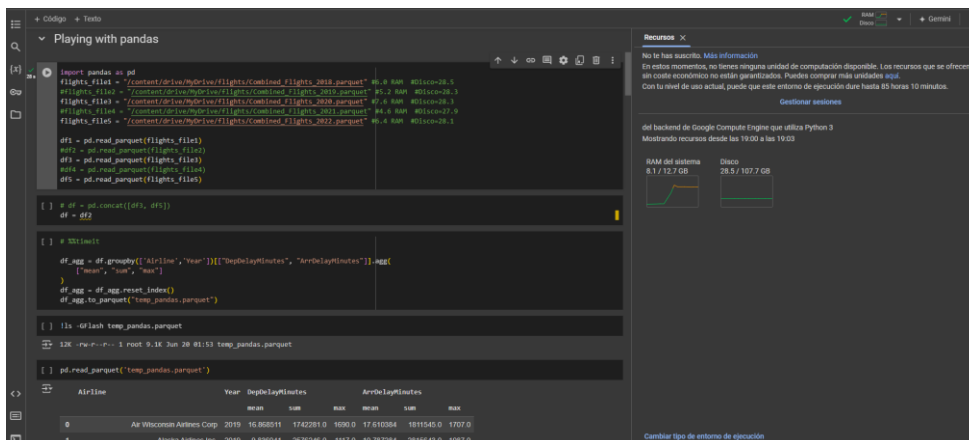 + Código + Texto
RAM
Disco
+ Gemini
Playing with pandas
28 s
import pandas as pd
flights_file1 = "/content/drive/MyDrive/flights/Combined_Flights_2018.parquet" #6.0 RAM #Disco=28.5
#flights_file2 = "/content/drive/MyDrive/flights/Combined_Flights_2019.parquet" #5.2 RAM #Disco=28.3
flights_file3 = "/content/drive/MyDrive/flights/Combined_Flights_2020.parquet" #7.6 RAM #Disco=28.3
#flights_file4 = "/content/drive/MyDrive/flights/Combined_Flights_2021.parquet" #4.6 RAM #Disco=27.9
flights_file5 = "/content/drive/MyDrive/flights/Combined_Flights_2022.parquet" #6.4 RAM #Disco=28.1
df1 = pd.read_parquet(flights_file1)
#df2 = pd.read_parquet(flights_file2)
df3 = pd.read_parquet(flights_file3)
#df4 = pd.read_parquet(flights_file4)
df5 = pd.read_parquet(flights_file5)
[ ] # df = pd.concat([df3, df5])
df = df2
[ ] # %%timeit
df_agg = df.groupby(['Airline','Year'])[["DepDelayMinutes", "ArrDelayMinutes"]].agg(
["mean", "sum", "max"]
)
df_agg = df_agg.reset_index()
df_agg.to_parquet("temp_pandas.parquet")
[ ] !ls -GFlash temp_pandas.parquet
12K -rw-r--r-- 1 root 9.1K Jun 20 01:53 temp_pandas.parquet
[ ] pd.read_parquet('temp_pandas.parquet')
Airline Year DepDelayMinutes ArrDelayMinutes
mean sum max mean sum max
0 Air Wisconsin Airlines Corp 2019 16.868511 1742281.0 1690.0 17.610384 1811545.0 1707.0
Recursos
No te has suscrito. Más información
En estos momentos, no tienes ninguna unidad de computación disponible. Los recursos que se ofrecen
sin coste económico no están garantizados. Puedes comprar más unidades aquí.
Con tu nivel de uso actual, puede que este entorno de ejecución dure hasta 85 horas 10 minutos.
Gestionar sesiones
del backend de Google Compute Engine que utiliza Python 3
Mostrando recursos desde las 19:00 a las 19:03
RAM del sistema
8.1 / 12.7 GB
Disco
28.5 / 107.7 GB
Cambiar tipo de entorno de ejecución